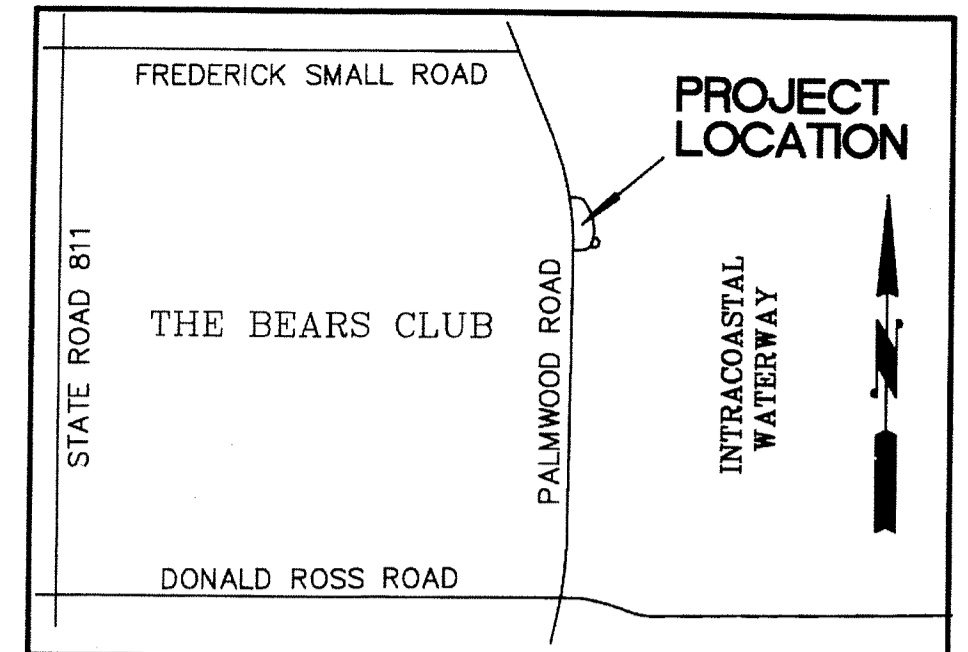 FREDERICK SMALL ROAD
PROJECT
LOCATION
STATE ROAD 811
THE BEARS CLUB
PALMWOOD ROAD
INTRACOASTAL
WATERWAY
N
DONALD ROSS ROAD